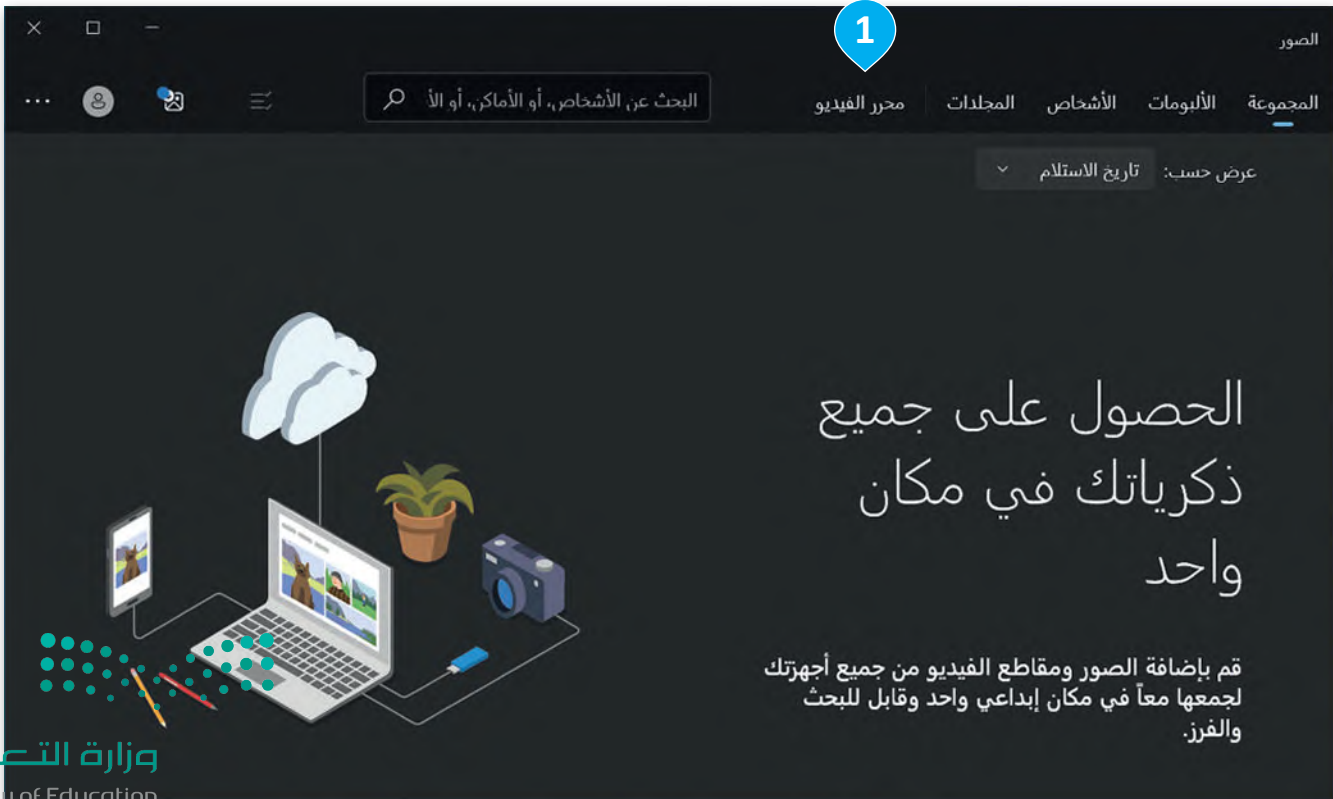 1
الصور
المجموعة الألبومات الأشخاص المجلدات محرر الفيديو البحث عن الأشخاص، أو الأماكن، أو الأ
عرض حسب: تاريخ الاستلام
الحصول على جميع
ذكرياتك في مكان
واحد
قم بإضافة الصور ومقاطع الفيديو من جميع أجهزتك
لجمعها معاً في مكان إبداعي واحد وقابل للبحث
والفرز.
وزارة التع
y of Education